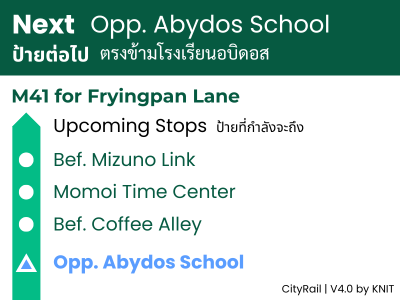 Next Opp. Abydos School
ป้ายต่อไป ตรงข้ามโรงเรียนอบิดอส
M41 for Fryingpan Lane
Upcoming Stops ป้ายที่กำลังจะถึง
Bef. Mizuno Link
Momoi Time Center
Bef. Coffee Alley
Opp. Abydos School
CityRail | V4.0 by KNIT